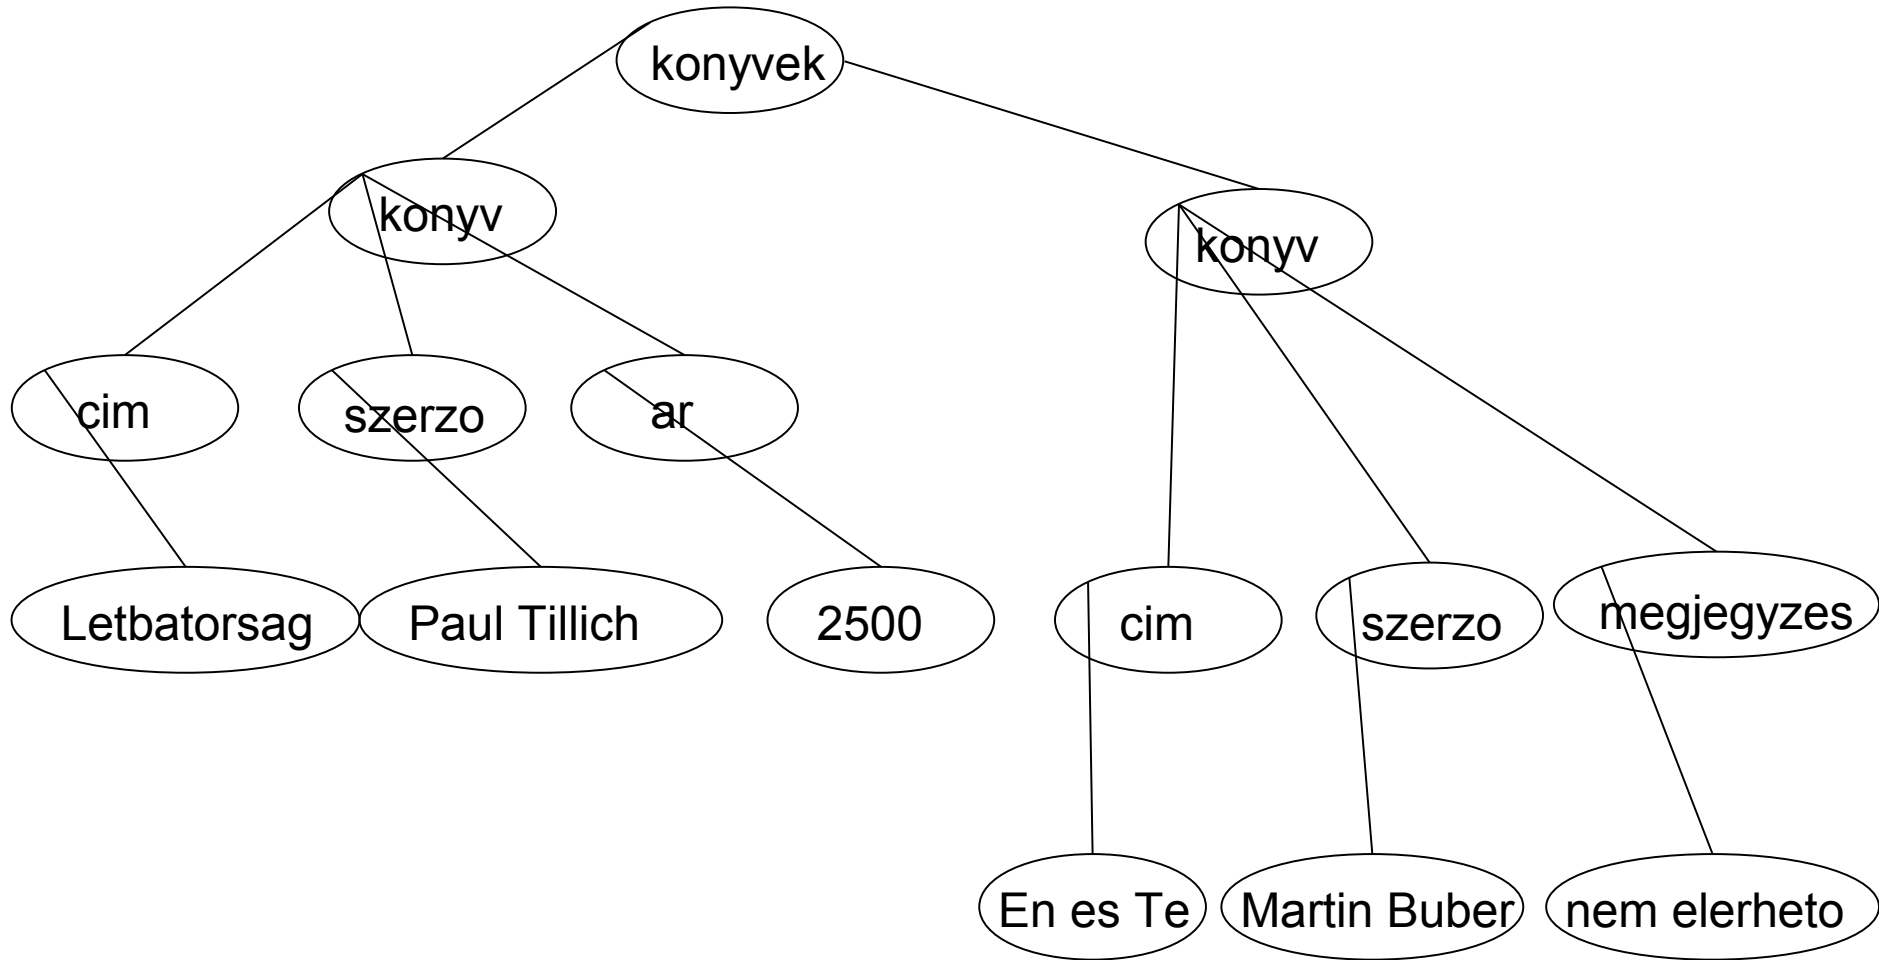 konyvek
konyv
konyv
cim
szerzo
ar
Letbatorsag
Paul Tillich
2500
cim
szerzo
megjegyzes
En es Te
Martin Buber
nem elerheto